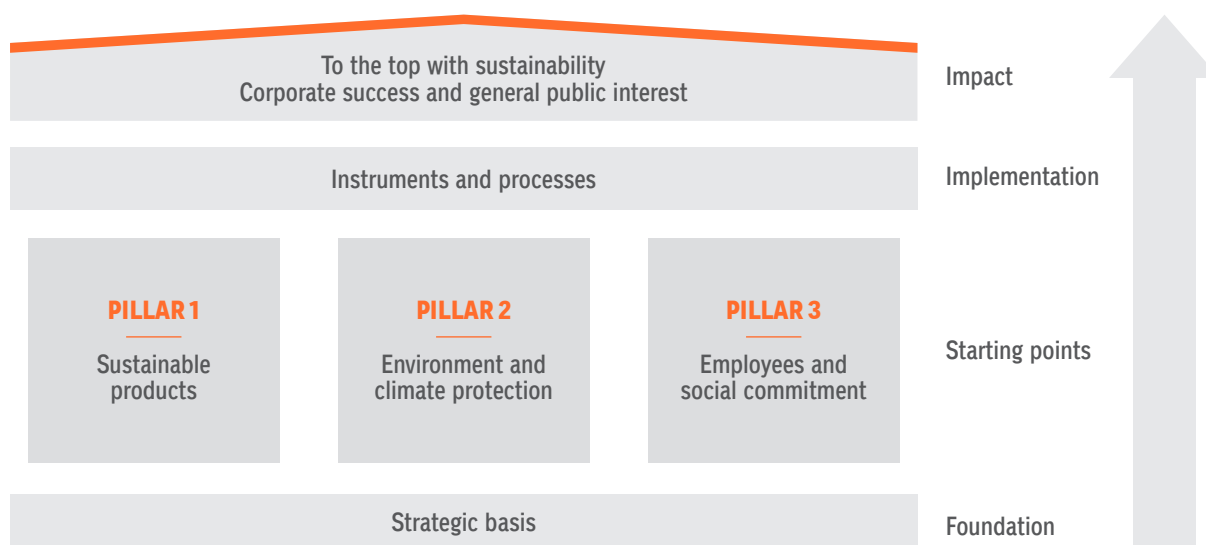 To the top with sustainability
Corporate success and general public interest
Impact
Instruments and processes
Implementation
PILLAR 1
Sustainable
products
PILLAR 2
Environment and
climate protection
PILLAR 3
Employees and
social commitment
Starting points
Strategic basis
Foundation